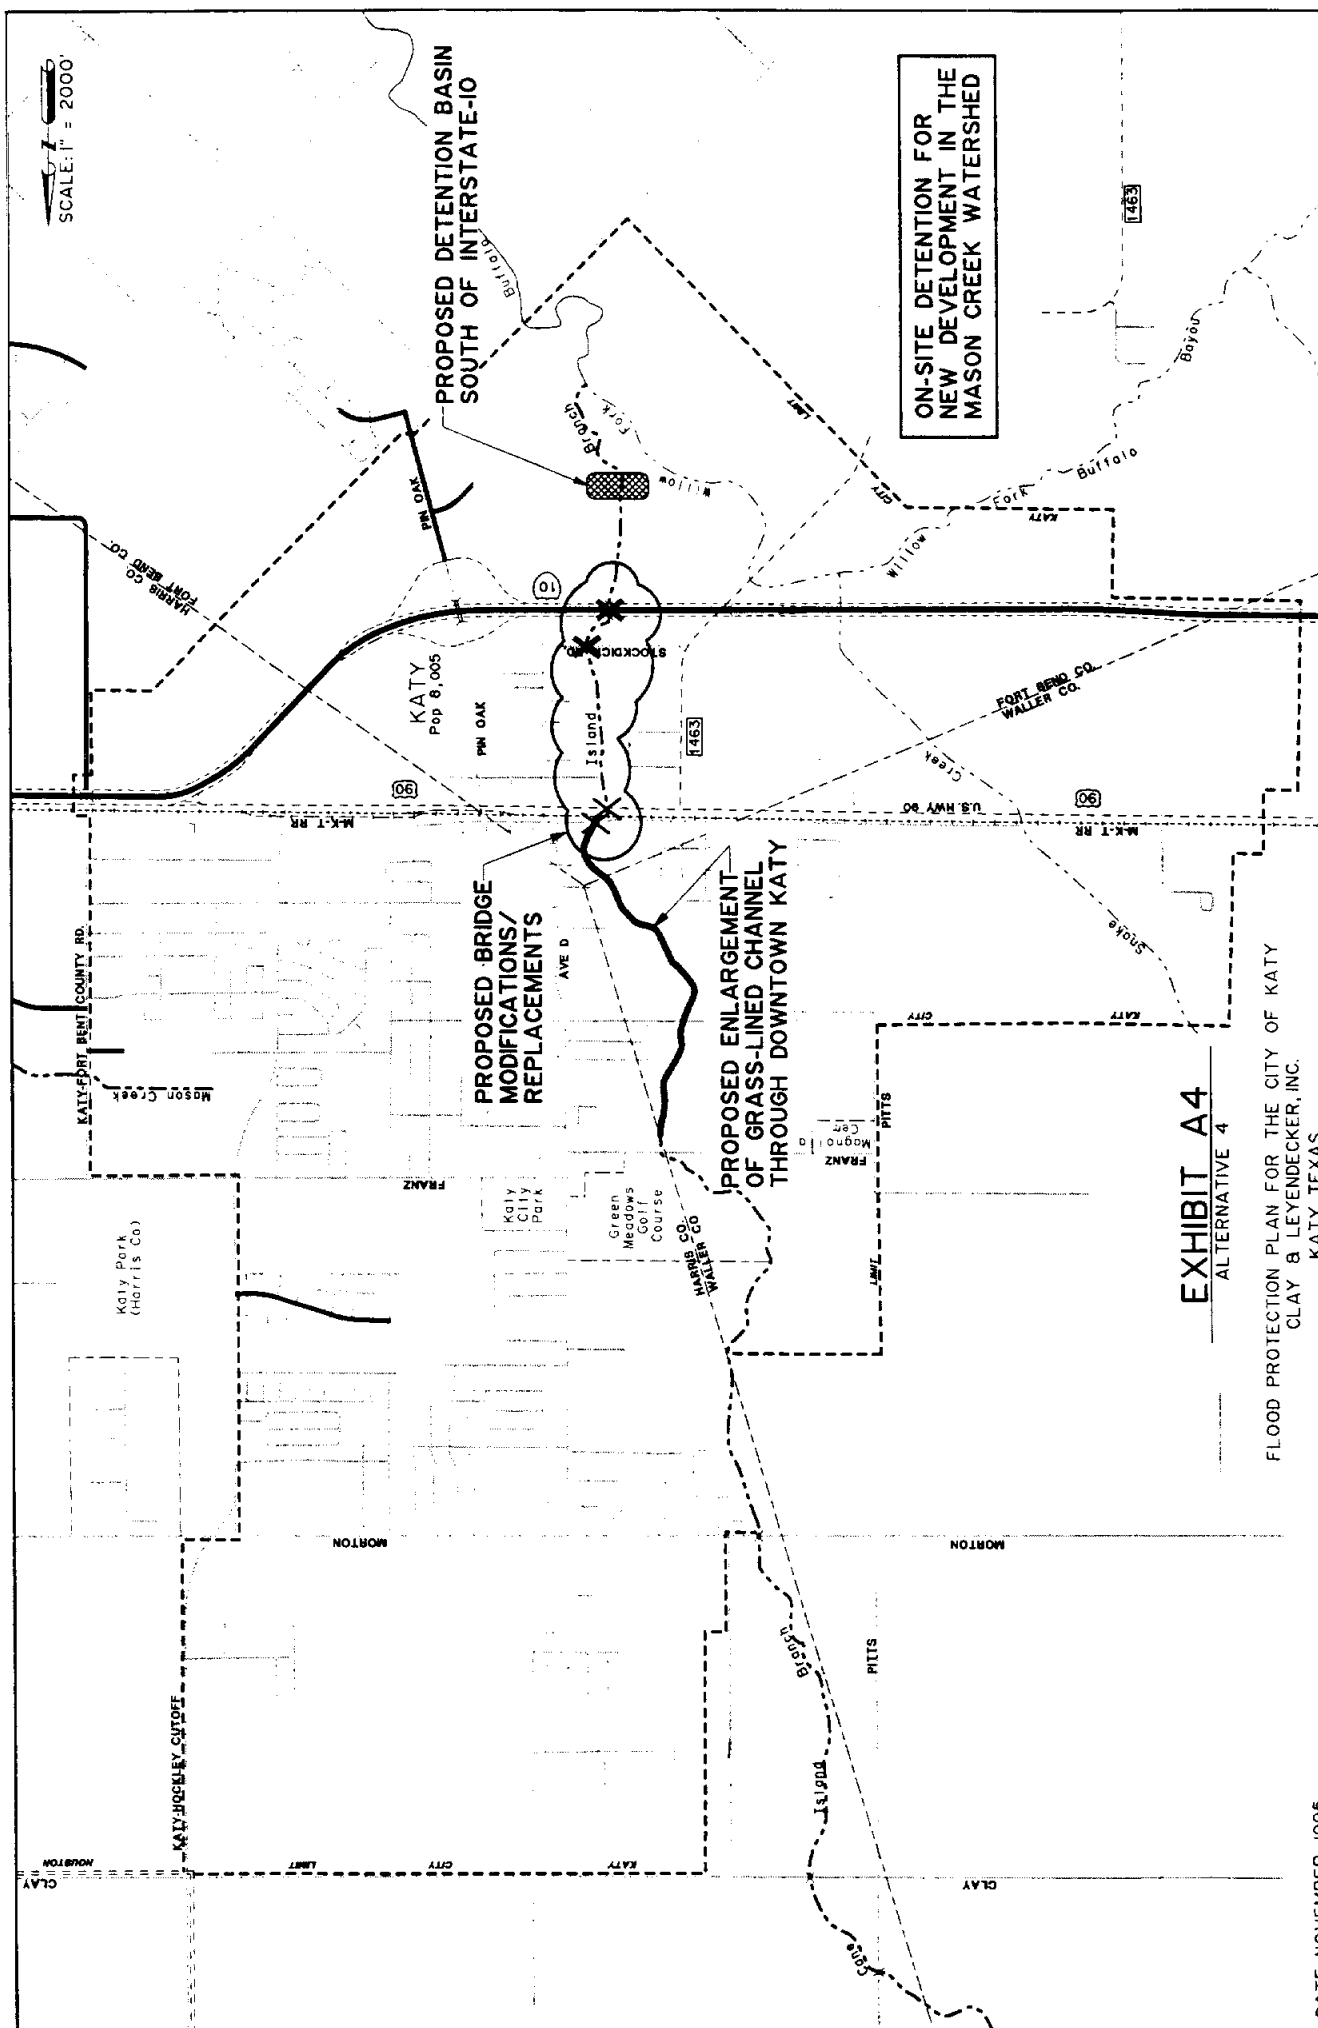 SCALE: 1" = 2000'
Z
PROPOSED DETENTION BASIN
SOUTH OF INTERSTATE-10
ON-SITE DETENTION FOR
NEW DEVELOPMENT IN THE
MASON CREEK WATERSHED
1463
Buffalo
Bayou
Buffalo
Fork
Willow
Branch
Fork
Willow
LIMIT
CITY
KATY
PIN OAK
HARRIS CO.
FORT BEND CO.
10
STOCKDICK RD.
KATY
Pop 8,005
PIN OAK
Island
1463
FORT BEND CO.
WALLER CO.
Creek
Snake
90
M-K-T RR
U.S. HWY 90
90
M-K-T RR
PROPOSED BRIDGE
MODIFICATIONS/
REPLACEMENTS
AVE D
PROPOSED ENLARGEMENT
OF GRASS-LINED CHANNEL
THROUGH DOWNTOWN KATY
KATY-FORT BENT COUNTY RD.
Mason Creek
CITY
KATY
PITTS
Magnolia
Cem
FRANZ
FRANZ
Katy
City
Park
Green
Meadows
Golf
Course
HARRIS CO.
WALLER CO
LIMIT
Katy Park
(Harris Co)
MORTON
MORTON
Branch
PITTS
Island
KATY-HOCKLEY CUTOFF
HOUSTON
CLAY
LIMIT
CITY
KATY
CLAY
Cane
EXHIBIT A4
ALTERNATIVE 4
FLOOD PROTECTION PLAN FOR THE CITY OF KATY
CLAY & LEYENDECKER, INC.
KATY, TEXAS